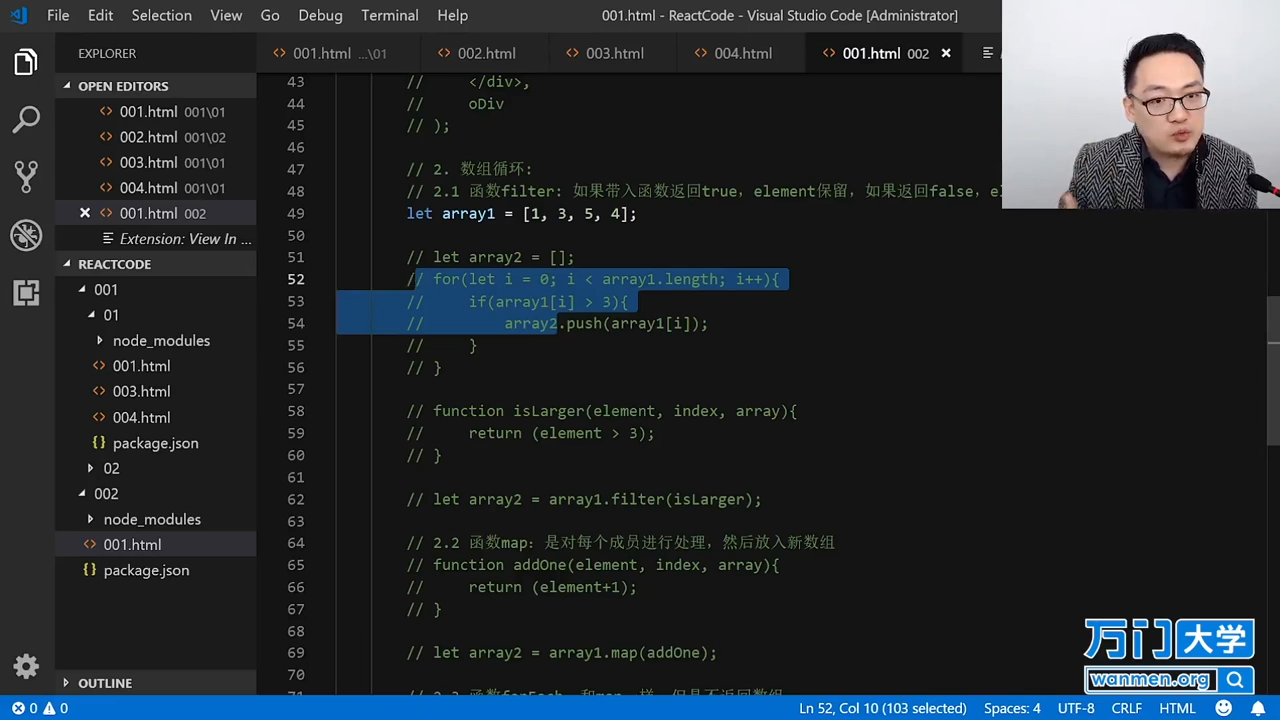 File Edit Selection View Go Debug Terminal Help 001.html - ReactCode - Visual Studio Code [Administrator]
EXPLORER
001.html ...\01
002.html
003.html
004.html
001.html 002
OPEN EDITORS
001.html 001\01
002.html 001\02
003.html 001\01
004.html 001\01
001.html 002
Extension: View In ...
REACTCODE
001
01
node_modules
001.html
003.html
004.html
package.json
02
002
node_modules
001.html
package.json
OUTLINE
43 // </div>,
44 // oDiv
45 // );
46
47 // 2. 数组循环:
48 // 2.1 函数filter: 如果带入函数返回true, element保留, 如果返回false,
49 let array1 = [1, 3, 5, 4];
50
51 // let array2 = [];
52 // for(let i = 0; i < array1.length; i++){
53 // if(array1[i] > 3){
54 // array2.push(array1[i]);
55 // }
56 // }
57
58 // function isLarger(element, index, array){
59 // return (element > 3);
60 // }
61
62 // let array2 = array1.filter(isLarger);
63
64 // 2.2 函数map: 是对每个成员进行处理, 然后放入新数组
65 // function addOne(element, index, array){
66 // return (element+1);
67 // }
68
69 // let array2 = array1.map(addOne);
70
万门大学
wanmen.org
0 0 Ln 52, Col 10 (103 selected) Spaces: 4 UTF-8 CRLF HTML